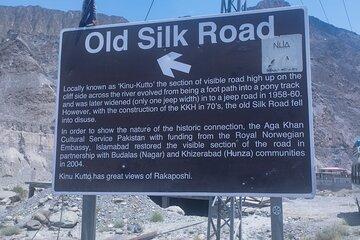 Old Silk Road
NUA
Locally known as 'Kinu-Kutto' the section of visible road high up on the
cliff side across the river evolved from being a foot path into a pony track
and was later widened (only one jeep width) in to a jeep road in 1958-60.
However, with the construction of the KKH in 70's, the old Silk Road fell
into disuse.
In order to show the nature of the historic connection, the Aga Khan
Cultural Service Pakistan with funding from the Royal Norwegian
Embassy, Islamabad restored the visible section of the road in
partnership with Budalas (Nagar) and Khizerabad (Hunza) communities
in 2004.
Kinu Kutto has great views of Rakaposhi.